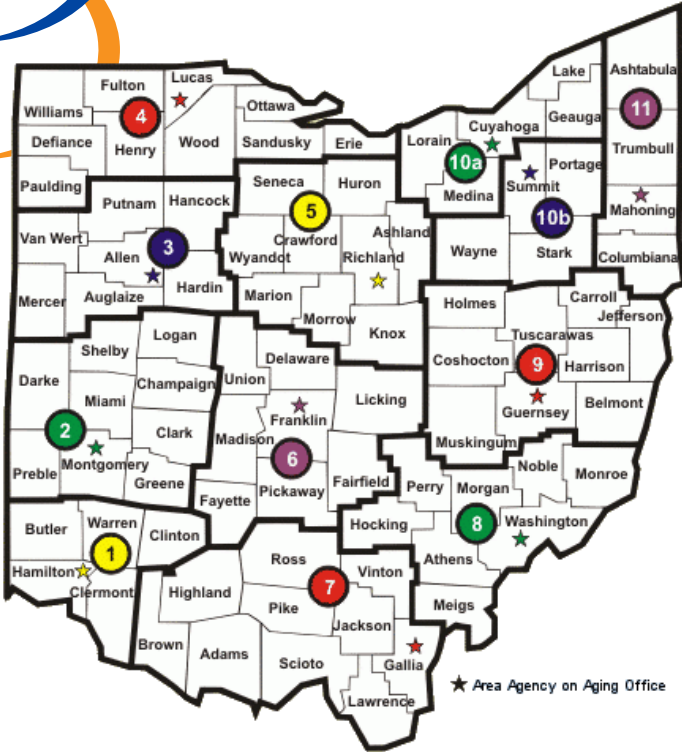 Lake
Ashtabula
Lucas
Fulton
Ottawa
Williams
4
11
Geauga
Cuyahoga
Defiance
Henry
Wood
Sandusky
Erie
Lorain
10a
Trumbull
Portage
Seneca
Huron
Medina
Summit
Paulding
Putnam
Hancock
5
10b
Mahoning
Van Wert
3
Crawford
Ashland
Wayne
Stark
Allen
Wyandot
Richland
Columbiana
Mercer
Auglaize
Hardin
Marion
Morrow
Holmes
Carroll
Jefferson
Logan
Knox
Tuscarawas
Shelby
Delaware
Coshocton
9
Harrison
Darke
Champaign
Union
Miami
Licking
Franklin
Guernsey
Belmont
2
Clark
Madison
6
Muskingum
Montgomery
Noble
Preble
Greene
Fairfield
Perry
Morgan
Monroe
Fayette
Pickaway
Butler
Warren
Clinton
Hocking
8
Washington
1
Ross
Athens
Hamilton
Vinton
7
Clermont
Highland
Pike
Meigs
Jackson
Brown
Adams
Scioto
Gallia
Area Agency on Aging Office
Lawrence